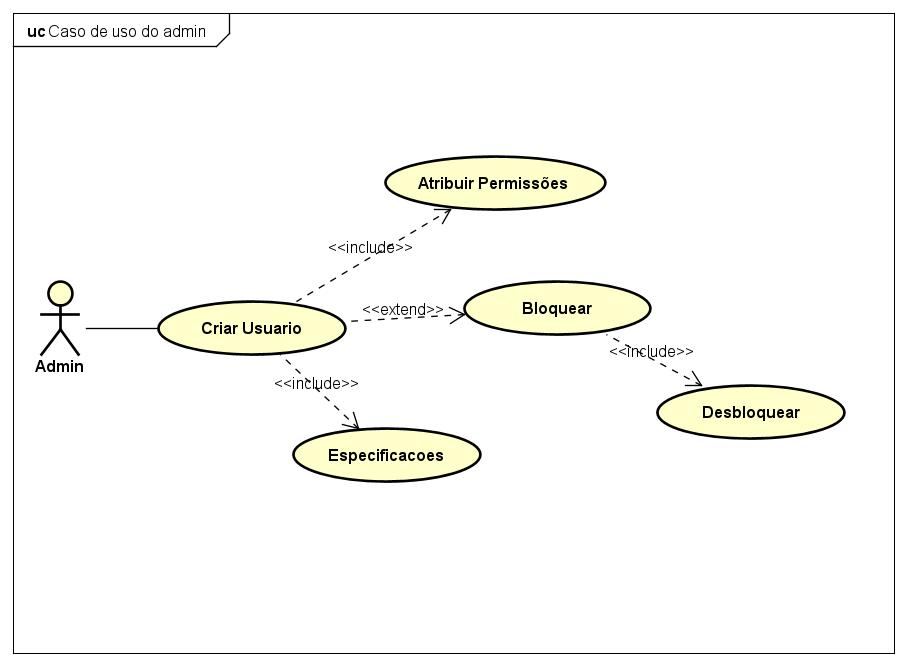 uc Caso de uso do admin
Atribuir Permissões
<<include>>
<<extend>>
Bloquear
Criar Usuario
<<include>>
Admin
<<include>>
Desbloquear
Especificacoes